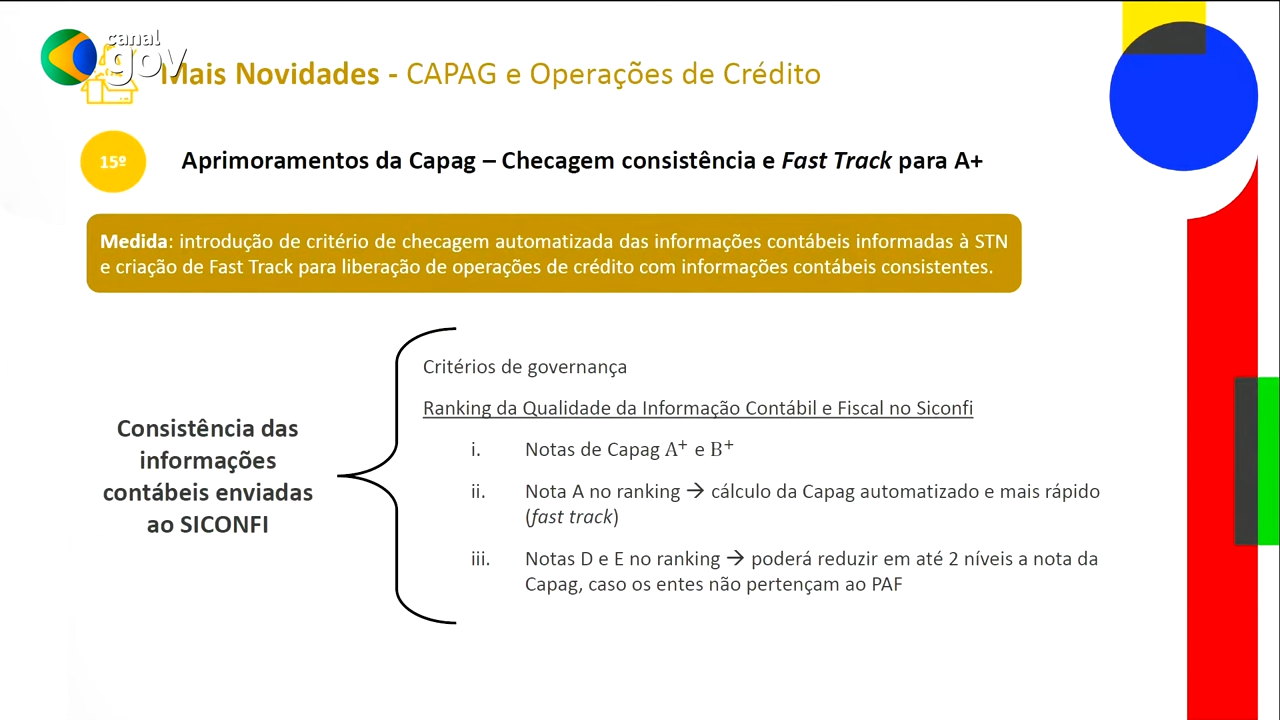 canal
gov
Mais Novidades - CAPAG e Operações de Crédito
15º
Aprimoramentos da Capag – Checagem consistência e Fast Track para A+
Medida: introdução de critério de checagem automatizada das informações contábeis informadas à STN
e criação de Fast Track para liberação de operações de crédito com informações contábeis consistentes.
Consistência das
informações
contábeis enviadas
ao SICONFI
Critérios de governança
Ranking da Qualidade da Informação Contábil e Fiscal no Siconfi
i. Notas de Capag A⁺ e B⁺
ii. Nota A no ranking → cálculo da Capag automatizado e mais rápido
(fast track)
iii. Notas D e E no ranking → poderá reduzir em até 2 níveis a nota da
Capag, caso os entes não pertençam ao PAF